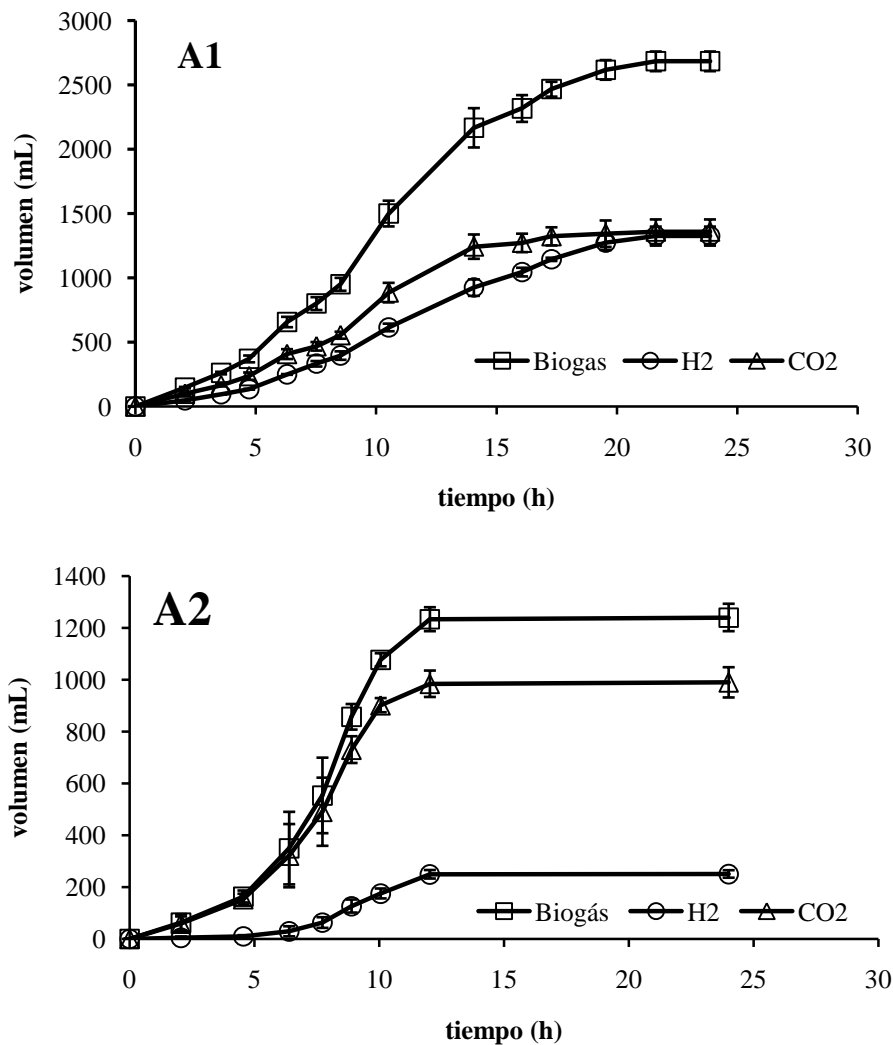 A1
volumen (mL)
3000
2500
2000
1500
1000
500
0
Biogas H2 CO2
0 5 10 15 20 25 30
tiempo (h)
A2
volumen (mL)
1400
1200
1000
800
600
400
200
0
Biogás H2 CO2
0 5 10 15 20 25 30
tiempo (h)